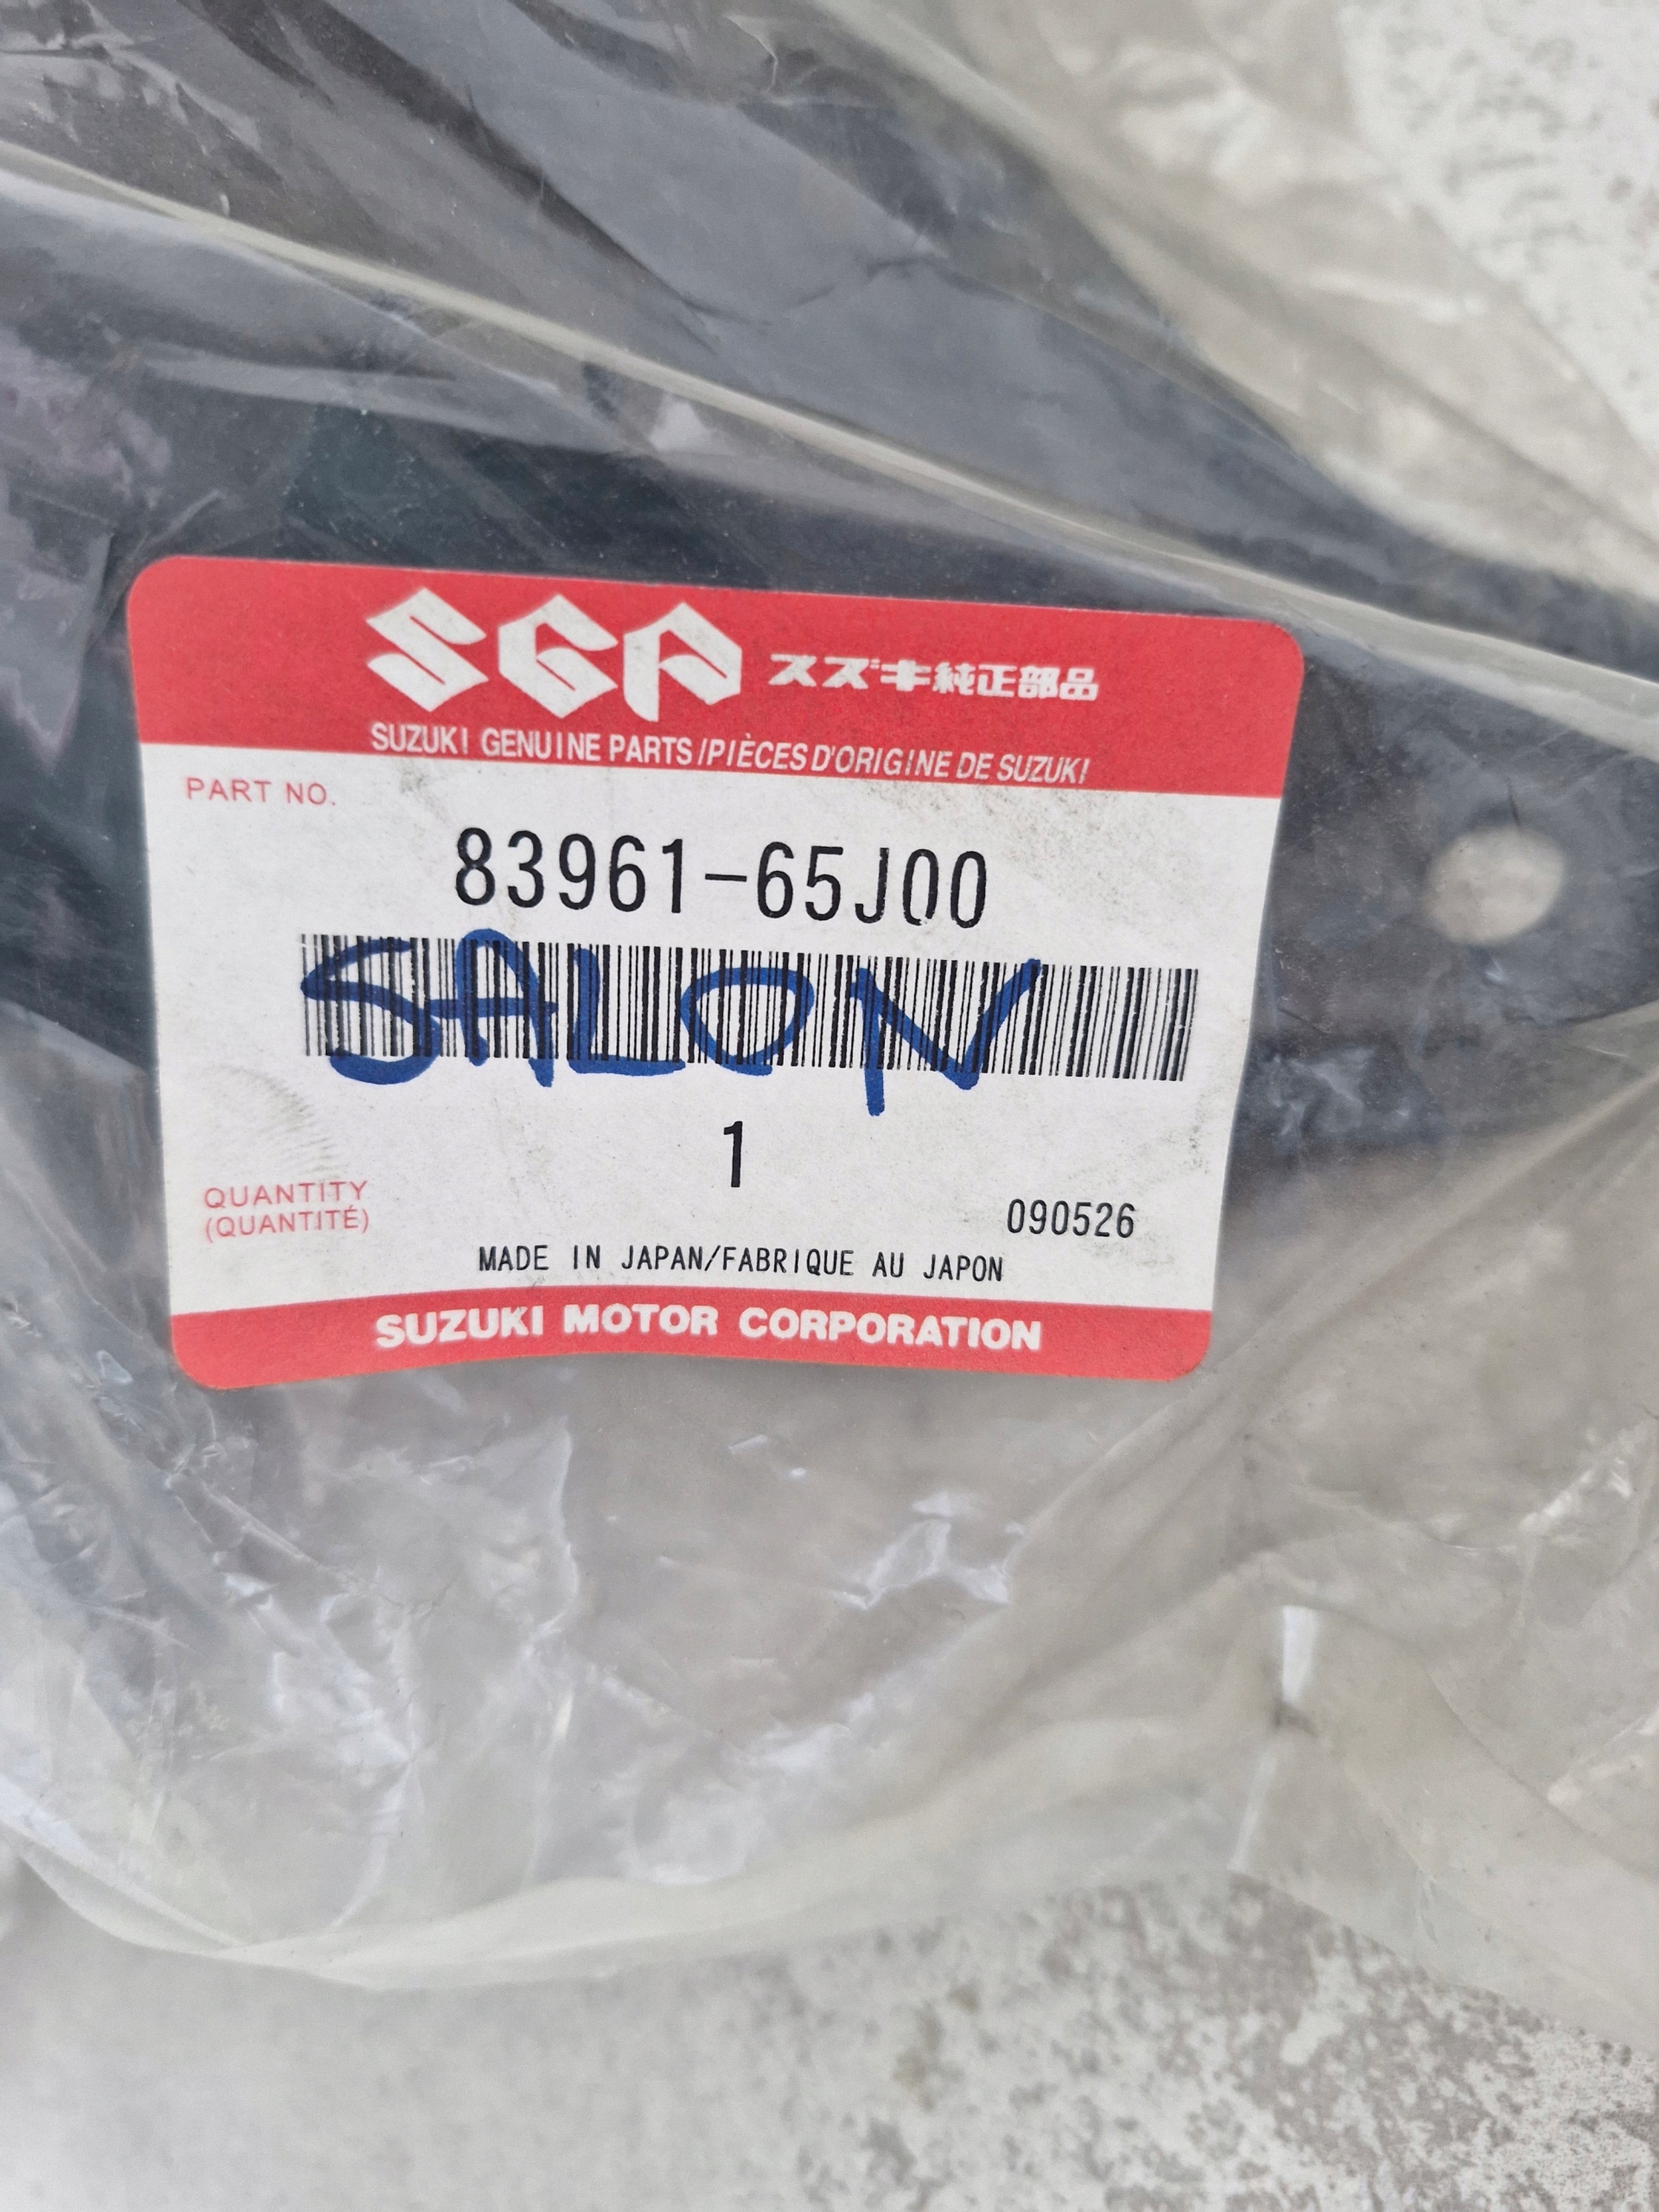 SGP スズキ純正部品
SUZUKI GENUINE PARTS/PIÈCES D'ORIGINE DE SUZUKI
PART NO.
83961-65J00
SALON
1
QUANTITY
(QUANTITÉ)
090526
MADE IN JAPAN/FABRIQUE AU JAPON
SUZUKI MOTOR CORPORATION